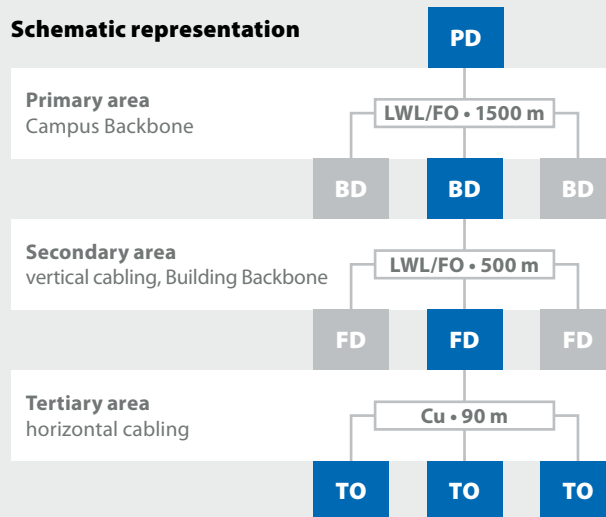 Schematic representation
PD
Primary area
Campus Backbone
LWL/FO • 1500 m
BD BD BD
Secondary area
vertical cabling, Building Backbone
LWL/FO • 500 m
FD FD FD
Tertiary area
horizontal cabling
Cu • 90 m
TO TO TO